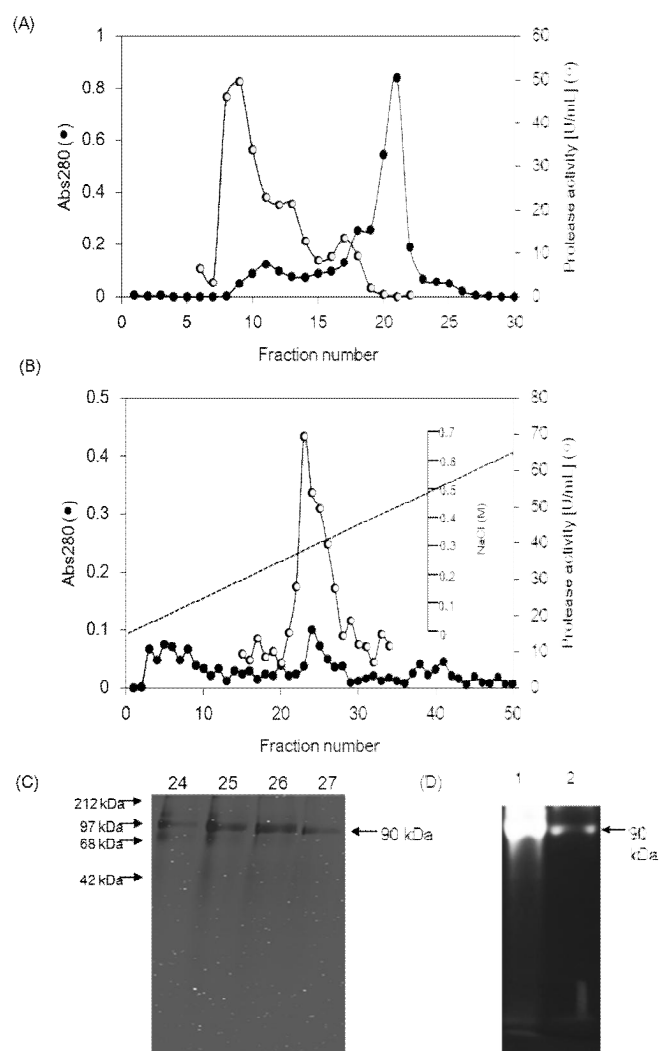 (A)
1
0.8
0.6
0.4
0.2
0
60
50
40
30
20
10
0
Abs280 (●)
Protease activity [U/mL] (○)
0 5 10 15 20 25 30
Fraction number
(B)
0.5
0.4
0.3
0.2
0.1
0
80
70
60
50
40
30
20
10
0
0.7
0.6
0.5
0.4
0.3
0.2
0.1
0
NaCl (M)
Abs280 (●)
Protease activity [U/mL] (○)
0 10 20 30 40 50
Fraction number
(C)
24 25 26 27
212 kDa
97 kDa
68 kDa
42 kDa
90 kDa
(D)
1 2
90
kDa